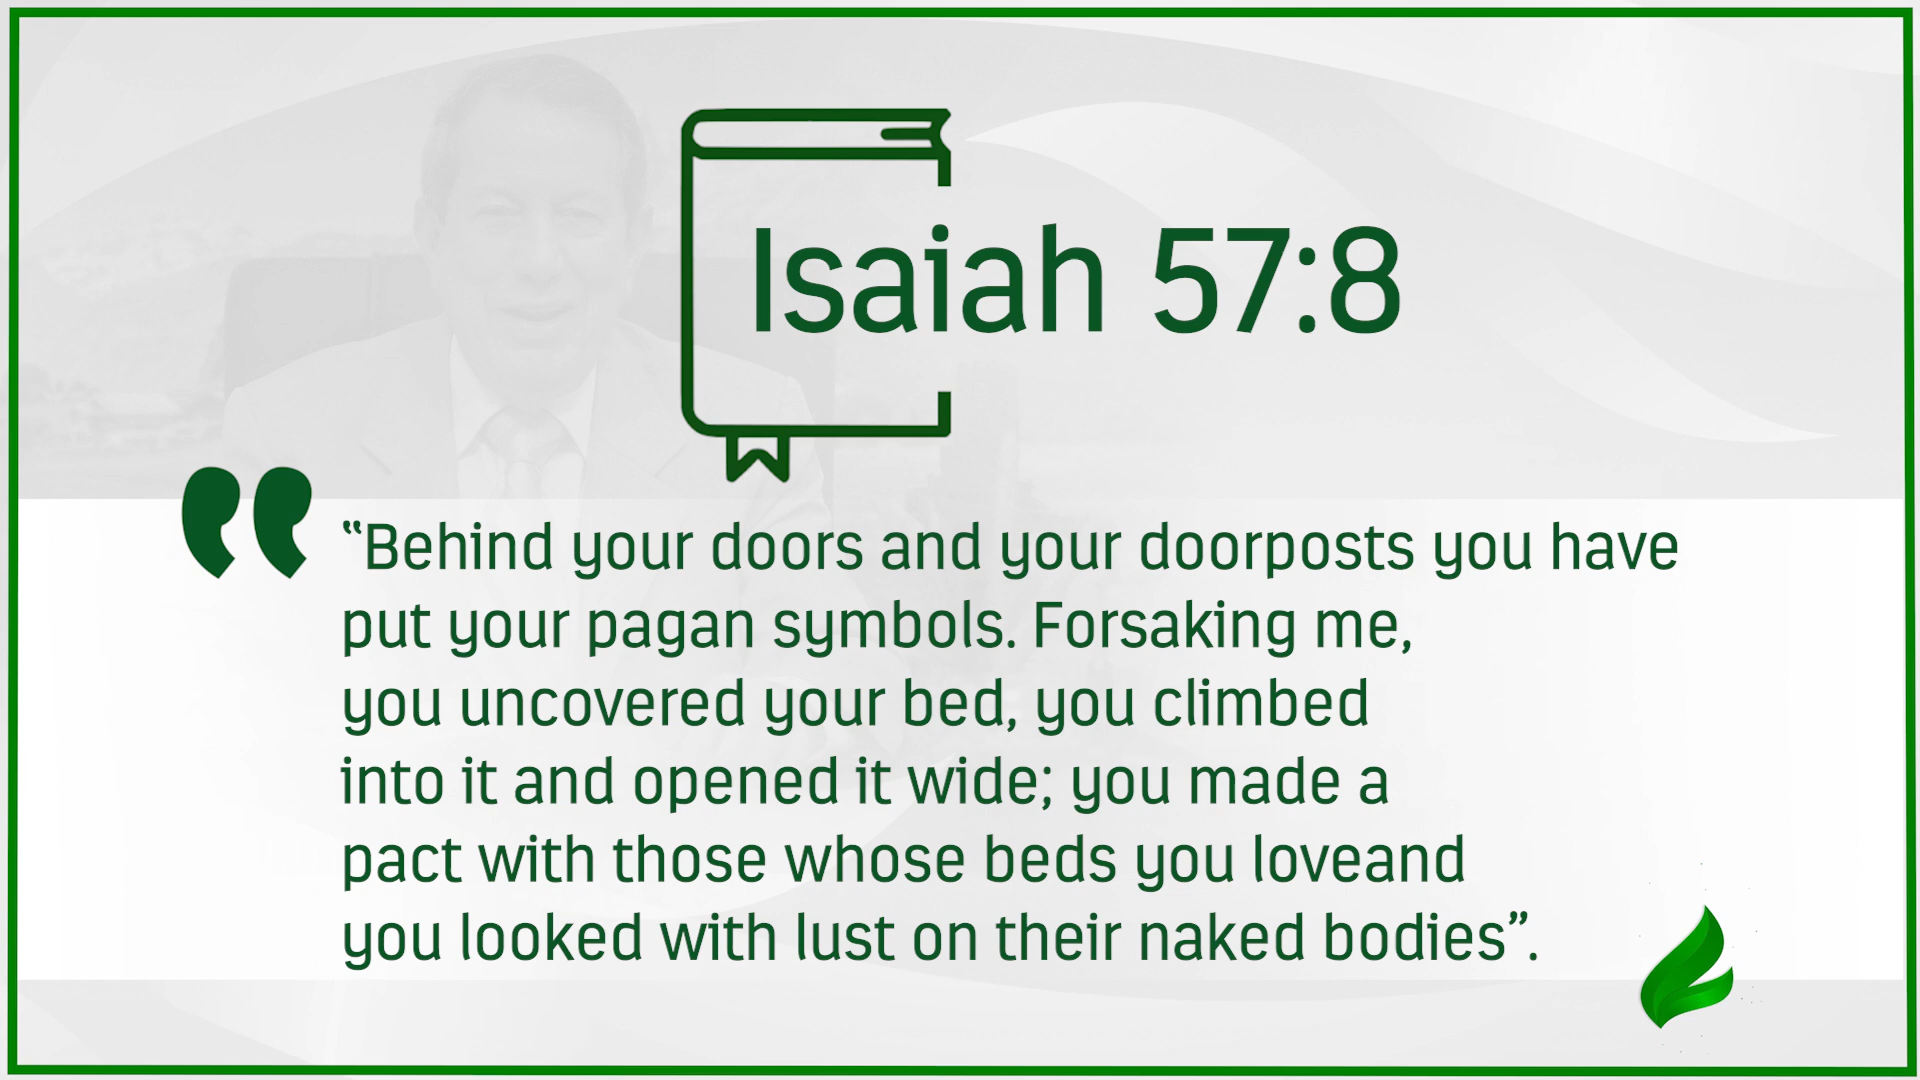 Isaiah 57:8
“Behind your doors and your doorposts you have
put your pagan symbols. Forsaking me,
you uncovered your bed, you climbed
into it and opened it wide; you made a
pact with those whose beds you loveand
you looked with lust on their naked bodies”.